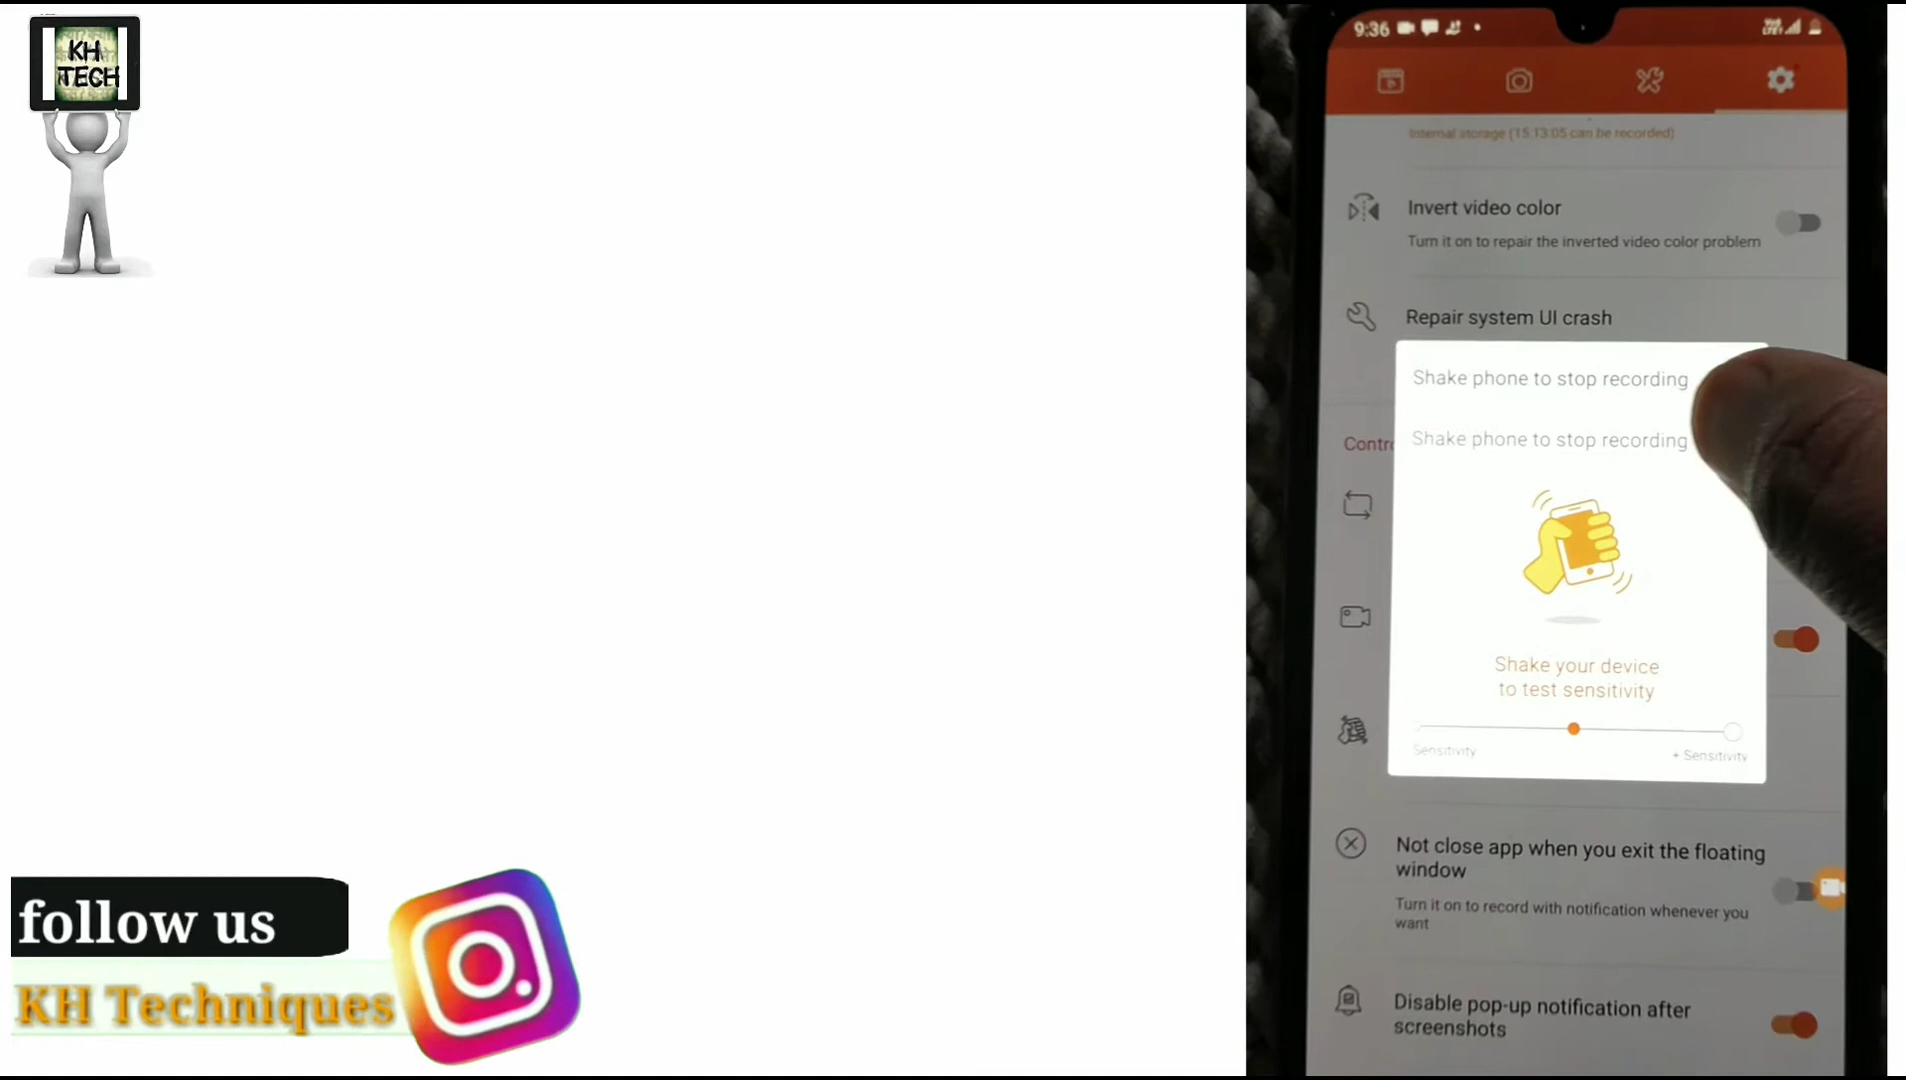 KH
TECH
9:36
Internal storage (15:13:05 can be recorded)
Invert video color
Turn it on to repair the inverted video color problem
Repair system UI crash
Shake phone to stop recording
Contro
Shake phone to stop recording
Shake your device
to test sensitivity
Sensitivity
+ Sensitivity
Not close app when you exit the floating
window
Turn it on to record with notification whenever you
want
Disable pop-up notification after
screenshots
follow us
KH Techniques